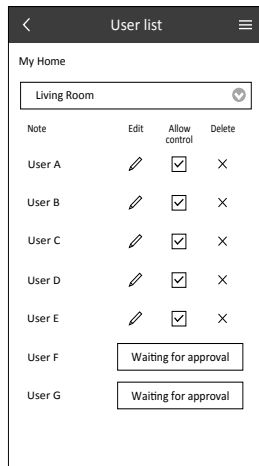 User list
My Home
Living Room
Note Edit Allow control Delete
User A
User B
User C
User D
User E
User F Waiting for approval
User G Waiting for approval